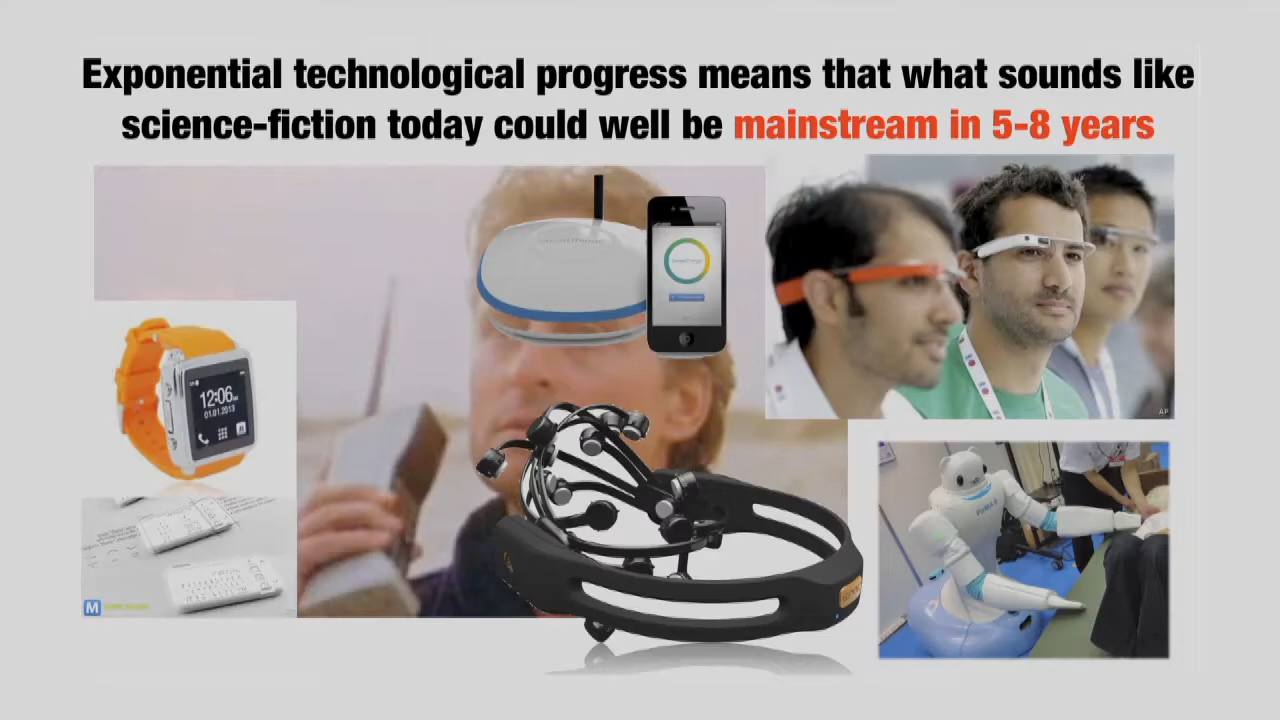 Exponential technological progress means that what sounds like
science-fiction today could well be mainstream in 5-8 years
12:06
01.01.2013
AP
M